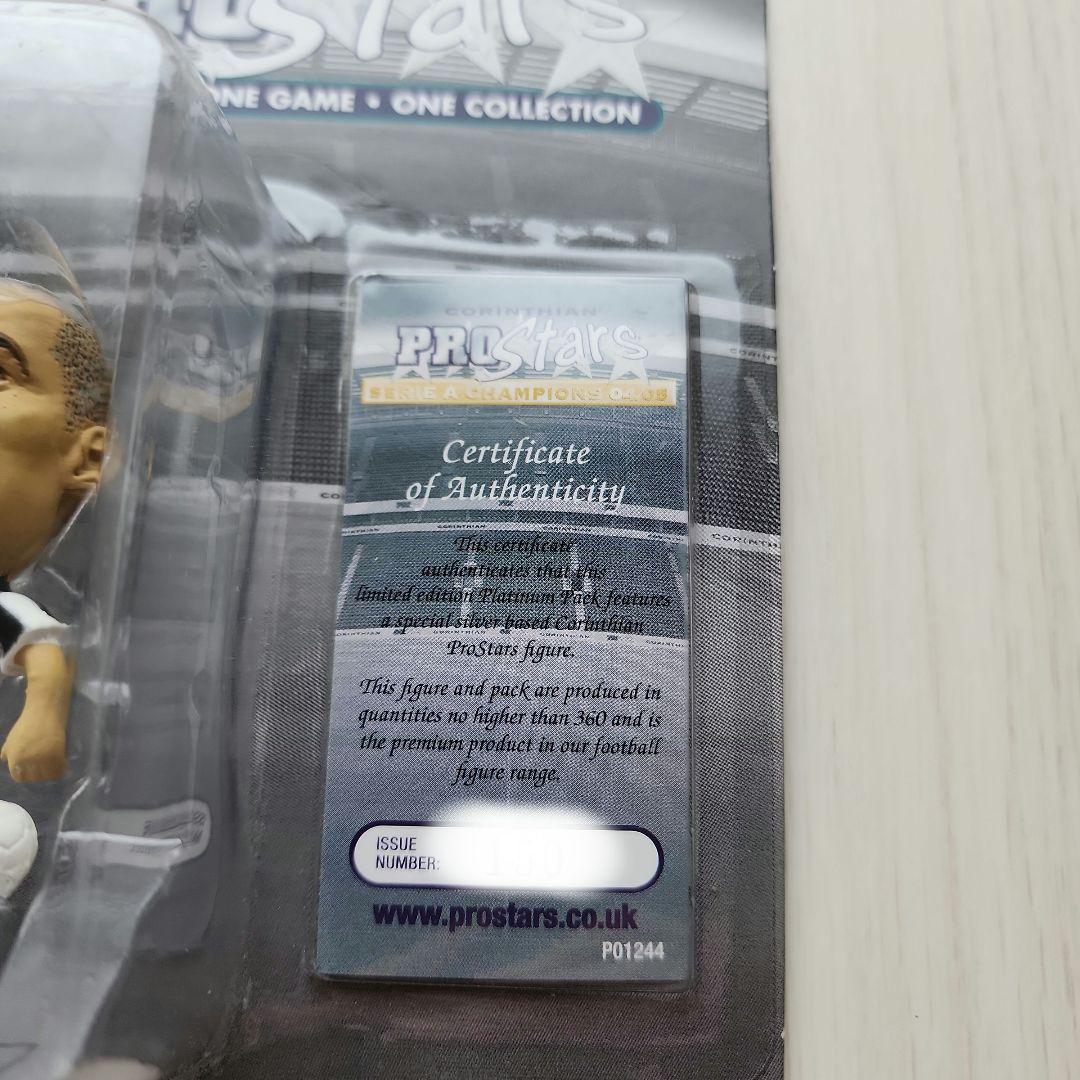 Stars
ONE GAME • ONE COLLECTION
CORINTHIAN
PROStars
SERIE A CHAMPIONS 04/05
Certificate
of Authenticity
This certificate
authenticates that this
limited edition Platinum Pack features
a special silver based Corinthian
ProStars figure.
This figure and pack are produced in
quantities no higher than 360 and is
the premium product in our football
figure range.
ISSUE
NUMBER:
www.prostars.co.uk
P01244